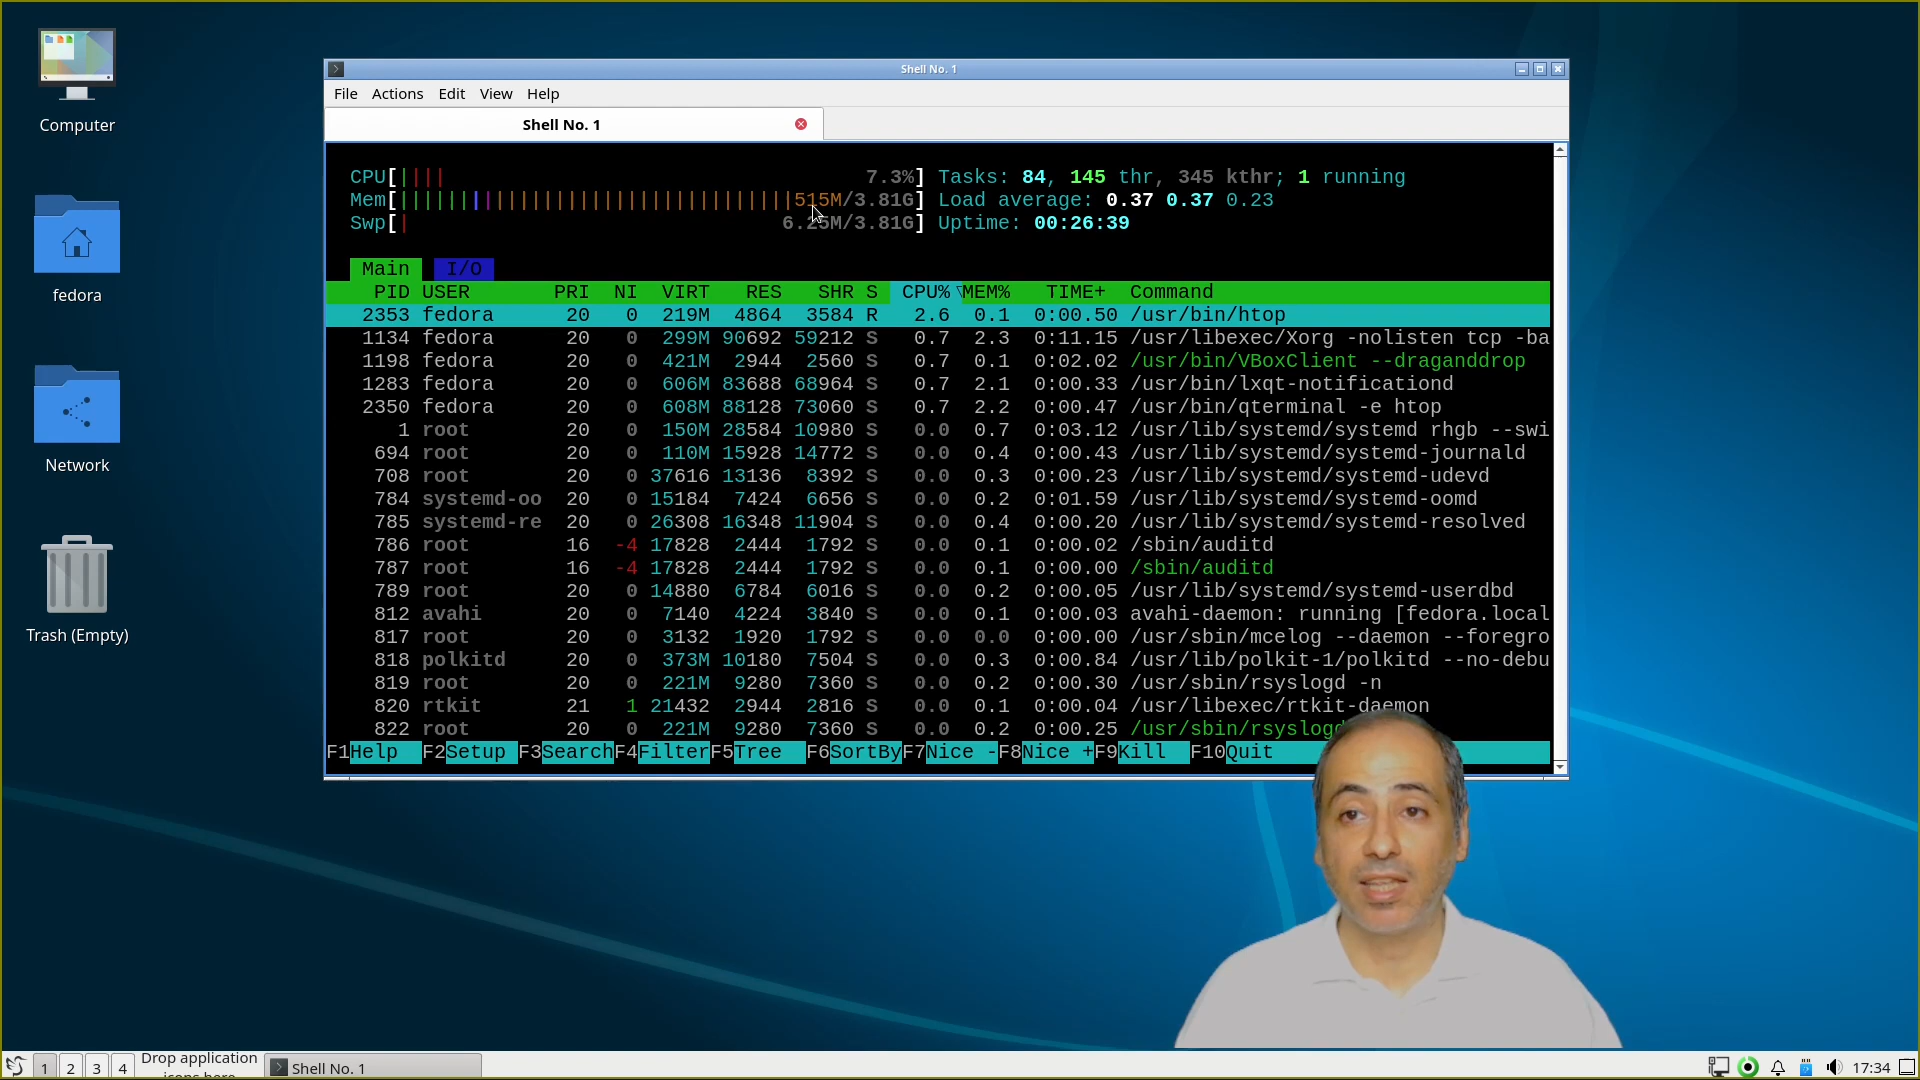 Computer
fedora
Network
Trash (Empty)
Shell No. 1
File Actions Edit View Help
Shell No. 1
CPU[|||| 7.3%] Tasks: 84, 145 thr, 345 kthr; 1 running
Mem[|||||||||||||||||||||||||||||||||515M/3.81G] Load average: 0.37 0.37 0.23
Swp[| 6.25M/3.81G] Uptime: 00:26:39
Main I/O
PID USER PRI NI VIRT RES SHR S CPU%▽MEM% TIME+ Command
2353 fedora 20 0 219M 4864 3584 R 2.6 0.1 0:00.50 /usr/bin/htop
1134 fedora 20 0 299M 90692 59212 S 0.7 2.3 0:11.15 /usr/libexec/Xorg -nolisten tcp -ba
1198 fedora 20 0 421M 2944 2560 S 0.7 0.1 0:02.02 /usr/bin/VBoxClient --draganddrop
1283 fedora 20 0 606M 83688 68964 S 0.7 2.1 0:00.33 /usr/bin/lxqt-notificationd
2350 fedora 20 0 608M 88128 73060 S 0.7 2.2 0:00.47 /usr/bin/qterminal -e htop
1 root 20 0 150M 28584 10980 S 0.0 0.7 0:03.12 /usr/lib/systemd/systemd rhgb --swi
694 root 20 0 110M 15928 14772 S 0.0 0.4 0:00.43 /usr/lib/systemd/systemd-journald
708 root 20 0 37616 13136 8392 S 0.0 0.3 0:00.23 /usr/lib/systemd/systemd-udevd
784 systemd-oo 20 0 15184 7424 6656 S 0.0 0.2 0:01.59 /usr/lib/systemd/systemd-oomd
785 systemd-re 20 0 26308 16348 11904 S 0.0 0.4 0:00.20 /usr/lib/systemd/systemd-resolved
786 root 16 -4 17828 2444 1792 S 0.0 0.1 0:00.02 /sbin/auditd
787 root 16 -4 17828 2444 1792 S 0.0 0.1 0:00.00 /sbin/auditd
789 root 20 0 14880 6784 6016 S 0.0 0.2 0:00.05 /usr/lib/systemd/systemd-userdbd
812 avahi 20 0 7140 4224 3840 S 0.0 0.1 0:00.03 avahi-daemon: running [fedora.local
817 root 20 0 3132 1920 1792 S 0.0 0.0 0:00.00 /usr/sbin/mcelog --daemon --foregro
818 polkitd 20 0 373M 10180 7504 S 0.0 0.3 0:00.84 /usr/lib/polkit-1/polkitd --no-debu
819 root 20 0 221M 9280 7360 S 0.0 0.2 0:00.30 /usr/sbin/rsyslogd -n
820 rtkit 21 1 21432 2944 2816 S 0.0 0.1 0:00.04 /usr/libexec/rtkit-daemon
822 root 20 0 221M 9280 7360 S 0.0 0.2 0:00.25 /usr/sbin/rsyslogd
F1Help F2Setup F3SearchF4FilterF5Tree F6SortByF7Nice -F8Nice +F9Kill F10Quit
1 2 3 4 Drop application
icons here
Shell No. 1
17:34